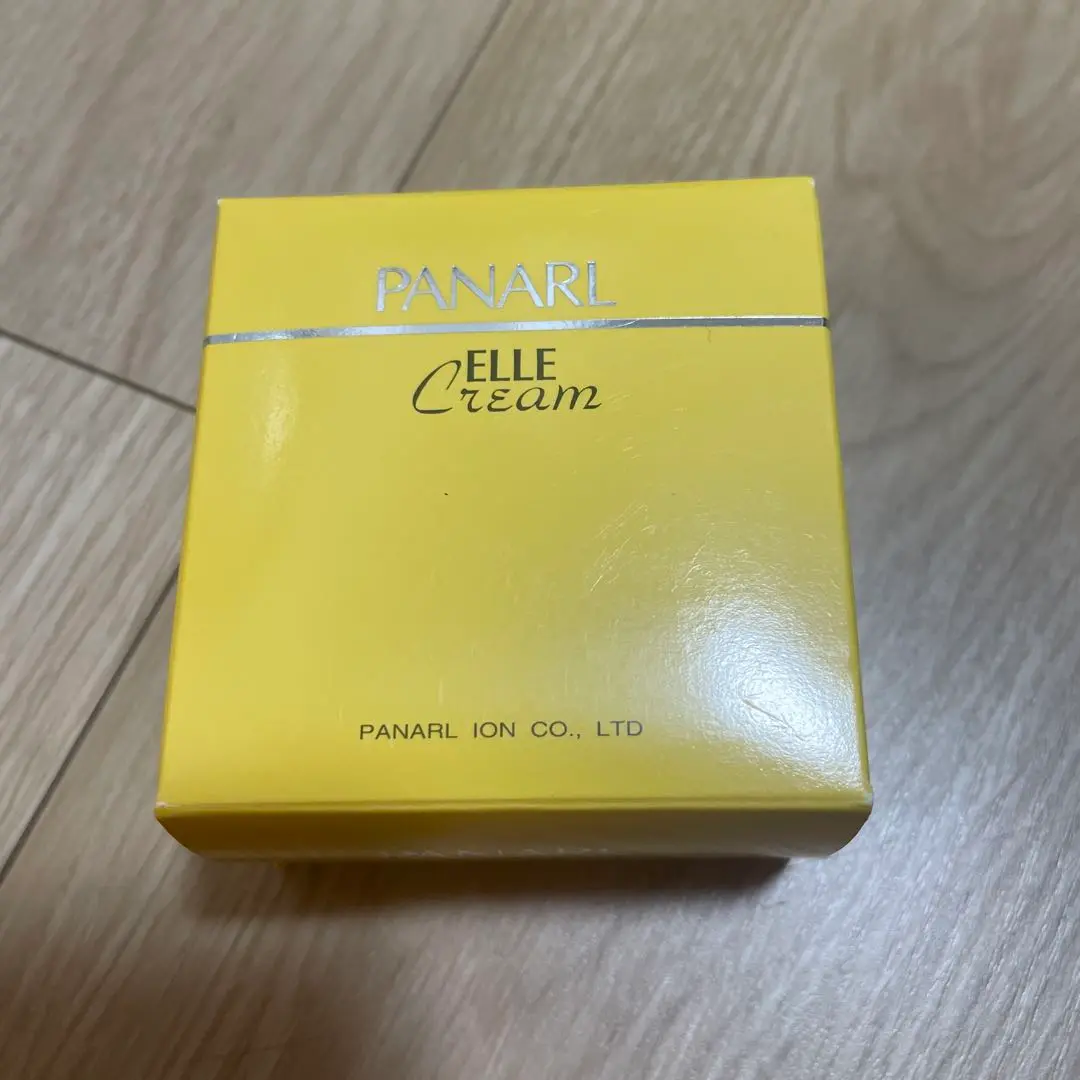 PANARL
ELLE
Cream
PANARL ION CO., LTD